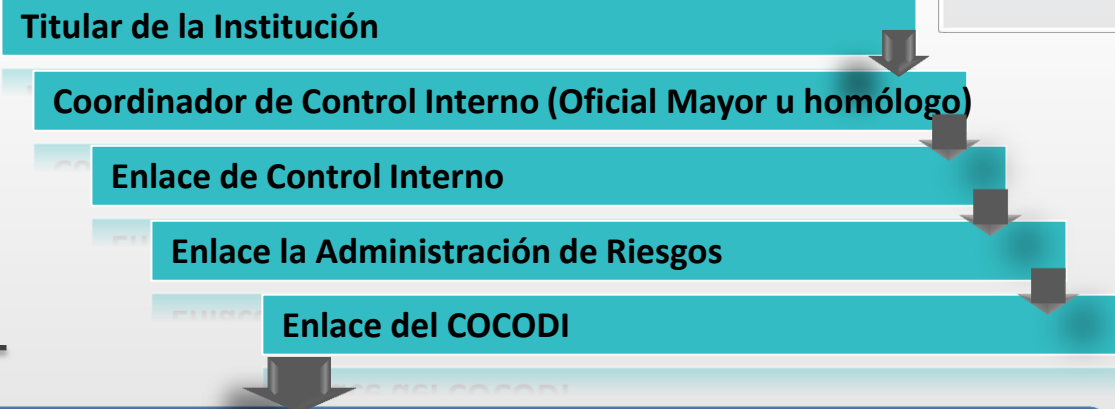 Titular de la Institución
Coordinador de Control Interno (Oficial Mayor u homólogo)
Enlace de Control Interno
Enlace la Administración de Riesgos
Enlace del COCODI